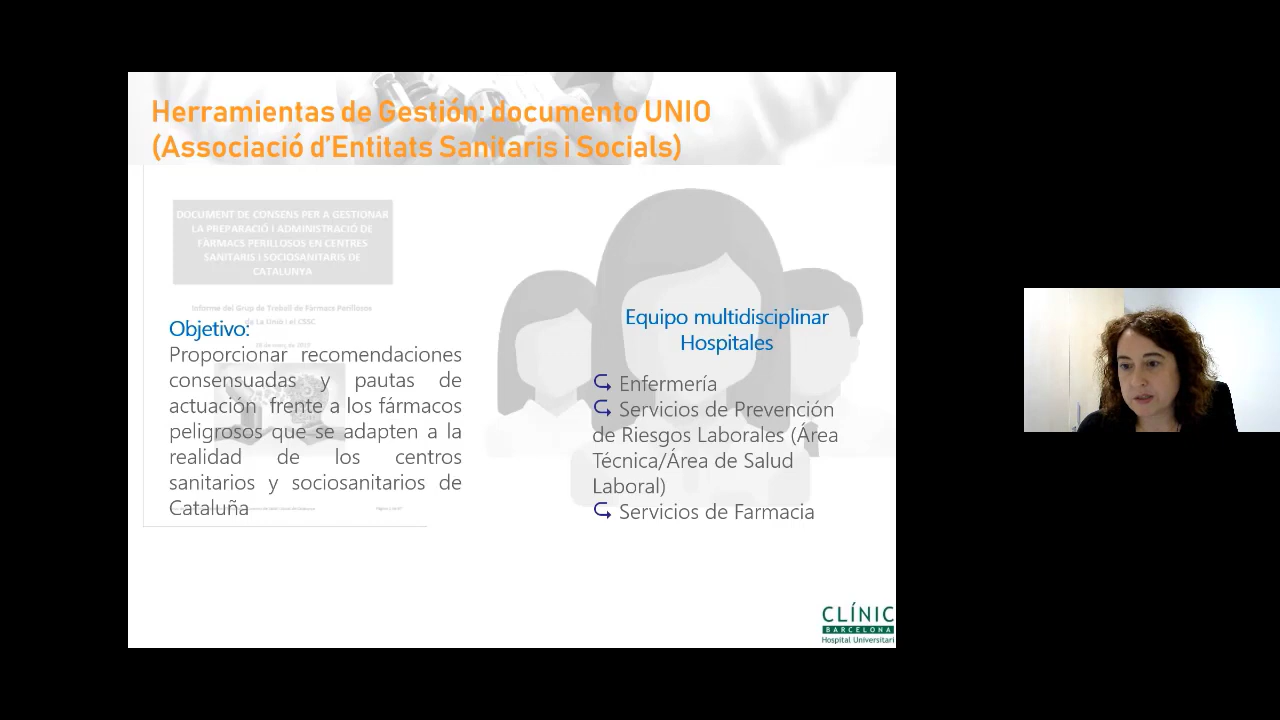 Herramientas de Gestión: documento UNIO
(Associació d'Entitats Sanitaris i Socials)
DOCUMENT DE CONSENS PER A GESTIONAR
LA PREPARACIÓ I ADMINISTRACIÓ DE
FÀRMACS PERILLOSOS EN CENTRES
SANITARIS I SOCIOSANITARIS DE
CATALUNYA
Informe del Grup de Treball de Fàrmacs Perillosos
de La Unió i el CSSC
Objetivo:
Proporcionar recomendaciones
consensuadas y pautas de
actuación frente a los fármacos
peligrosos que se adapten a la
realidad de los centros
sanitarios y sociosanitarios de
Cataluña
Equipo multidisciplinar
Hospitales
Enfermería
Servicios de Prevención
de Riesgos Laborales (Área
Técnica/Área de Salud
Laboral)
Servicios de Farmacia
CLÍNIC
BARCELONA
Hospital Universitari